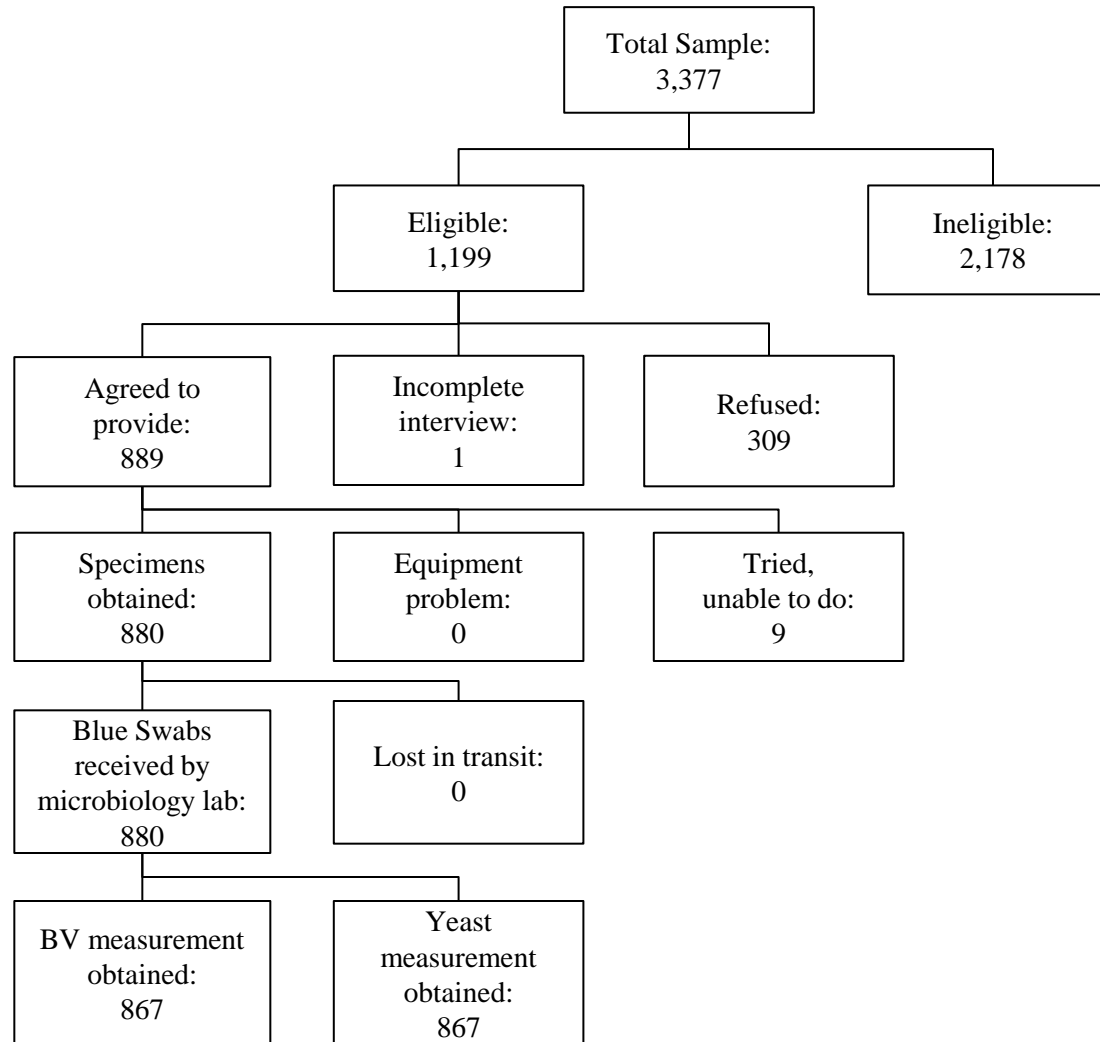 Total Sample:
3,377
Eligible:
1,199
Ineligible:
2,178
Agreed to
provide:
889
Incomplete
interview:
1
Refused:
309
Specimens
obtained:
880
Equipment
problem:
0
Tried,
unable to do:
9
Blue Swabs
received by
microbiology lab:
880
Lost in transit:
0
BV measurement
obtained:
867
Yeast
measurement
obtained:
867